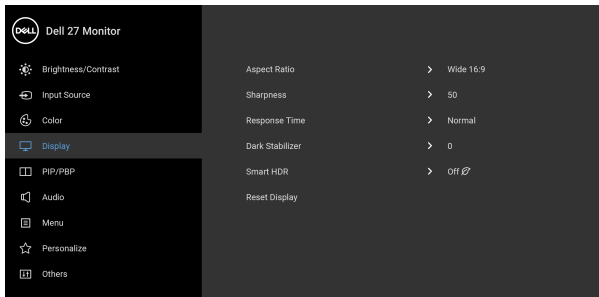 DELL Dell 27 Monitor
Brightness/Contrast
Input Source
Color
Display
PIP/PBP
Audio
Menu
Personalize
Others
Aspect Ratio > Wide 16:9
Sharpness > 50
Response Time > Normal
Dark Stabilizer > 0
Smart HDR > Off
Reset Display